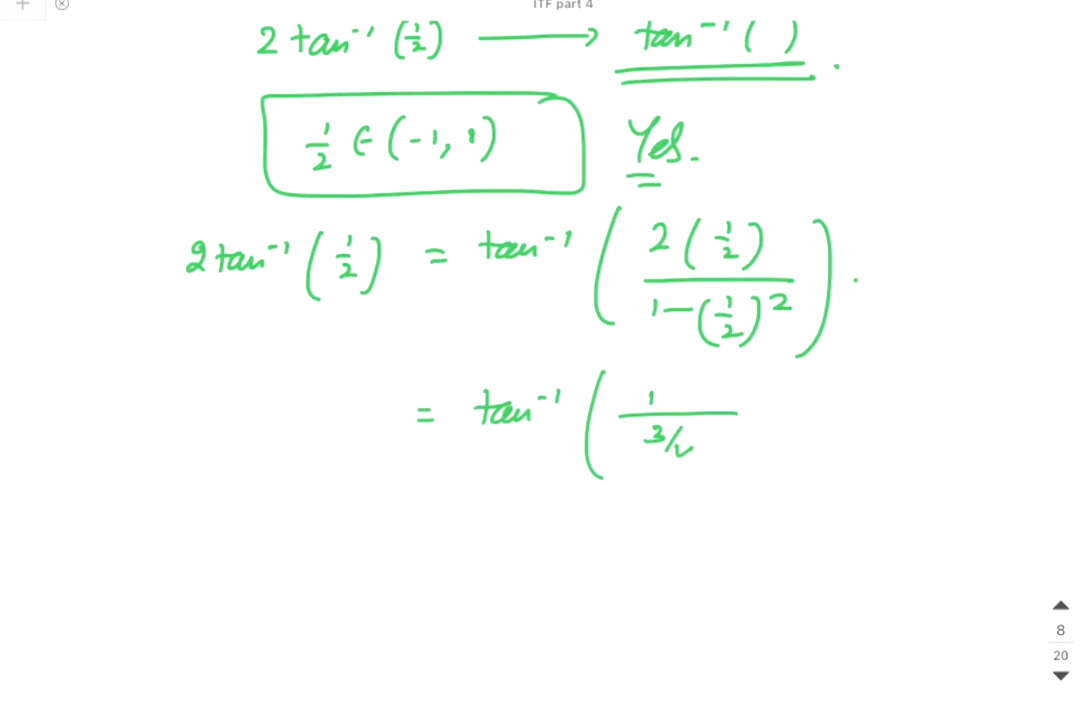 ITF part 4
2 tan⁻¹ (1/2) ⟶ tan⁻¹ ( ) .
1/2 ∈ (-1, 1) Yes.
2 tan⁻¹ (1/2) = tan⁻¹ ( 2(1/2) / 1-(1/2)² ) .
= tan⁻¹ ( 1 / 3/
8
20